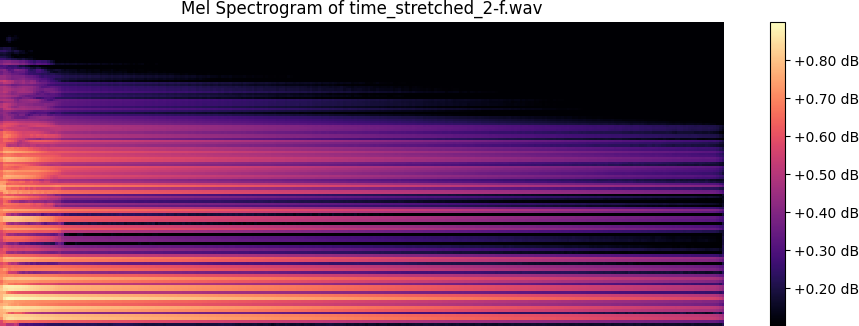 Mel Spectrogram of time_stretched_2-f.wav
+0.80 dB
+0.70 dB
+0.60 dB
+0.50 dB
+0.40 dB
+0.30 dB
+0.20 dB